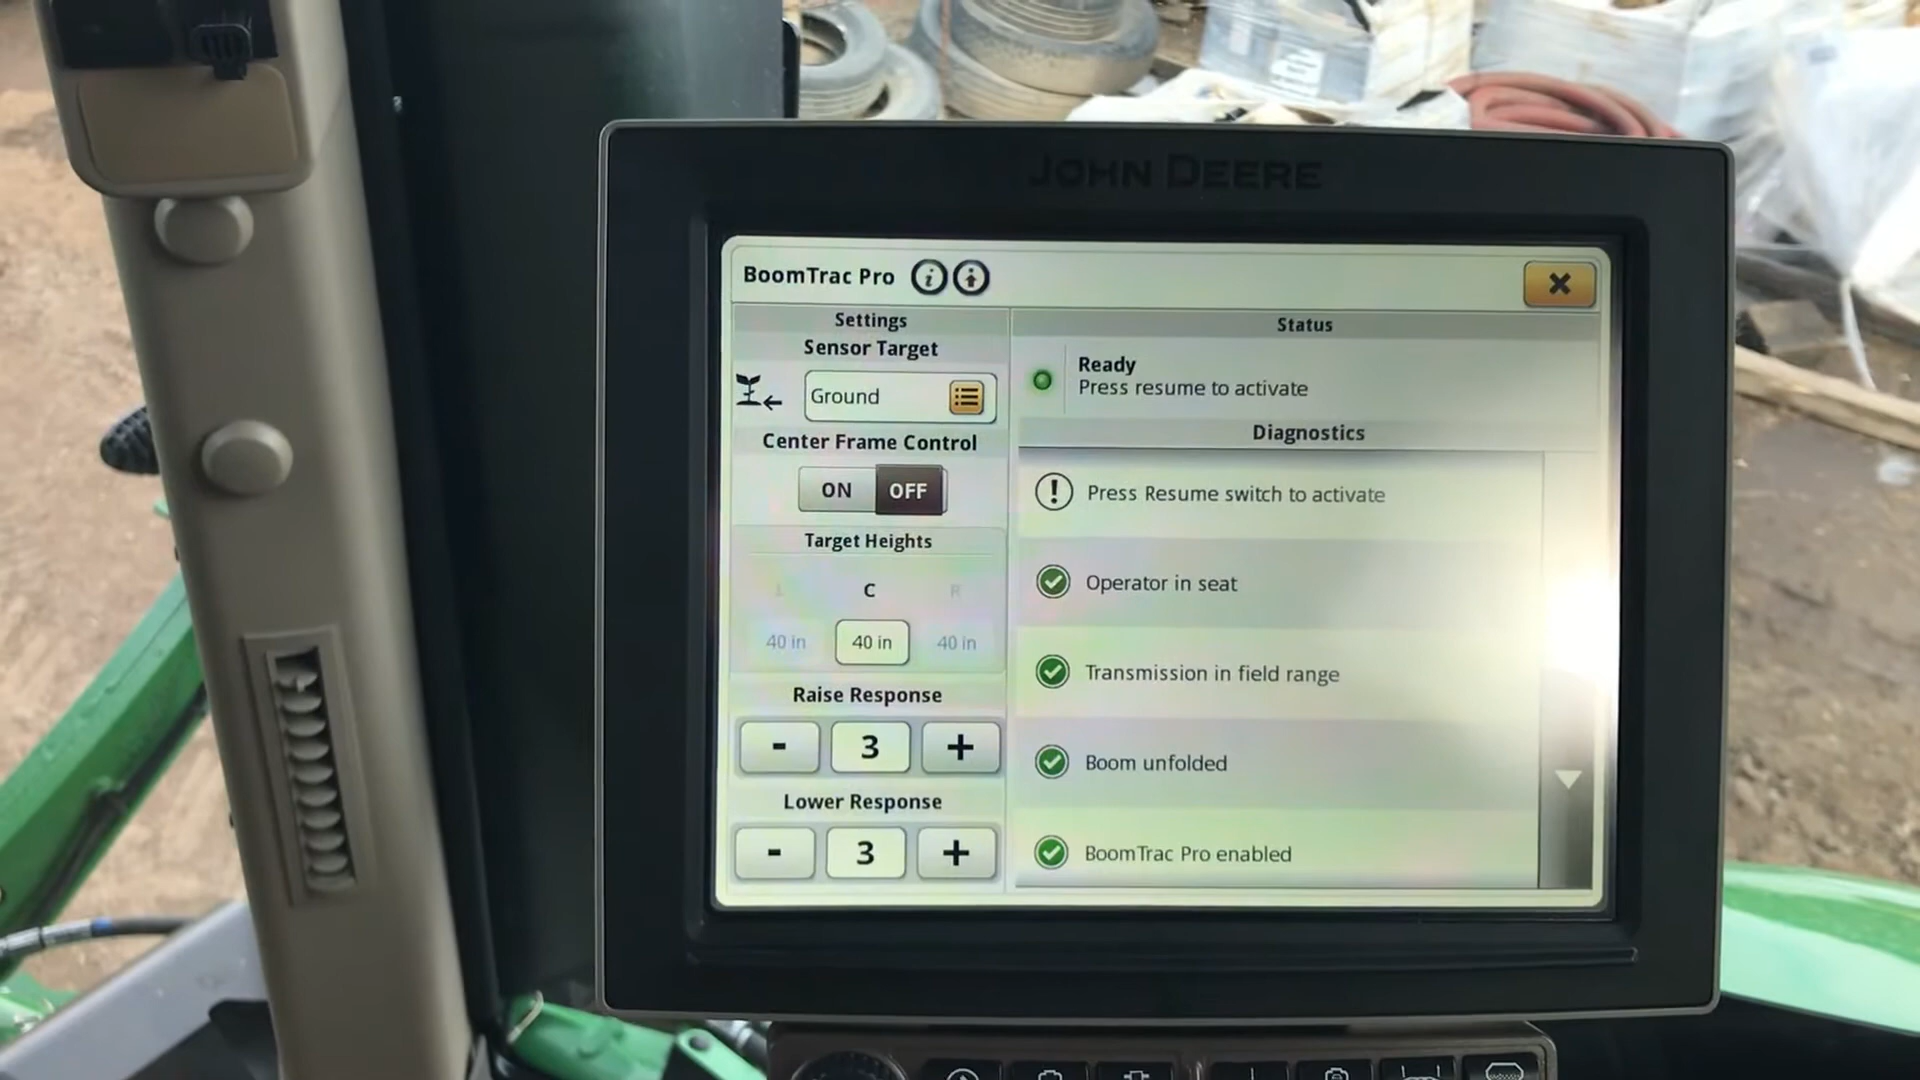 JOHN DEERE
BoomTrac Pro
Settings
Sensor Target
Ground
Center Frame Control
ON OFF
Target Heights
L C R
40 in 40 in 40 in
Raise Response
- 3 +
Lower Response
- 3 +
Status
Ready
Press resume to activate
Diagnostics
Press Resume switch to activate
Operator in seat
Transmission in field range
Boom unfolded
BoomTrac Pro enabled